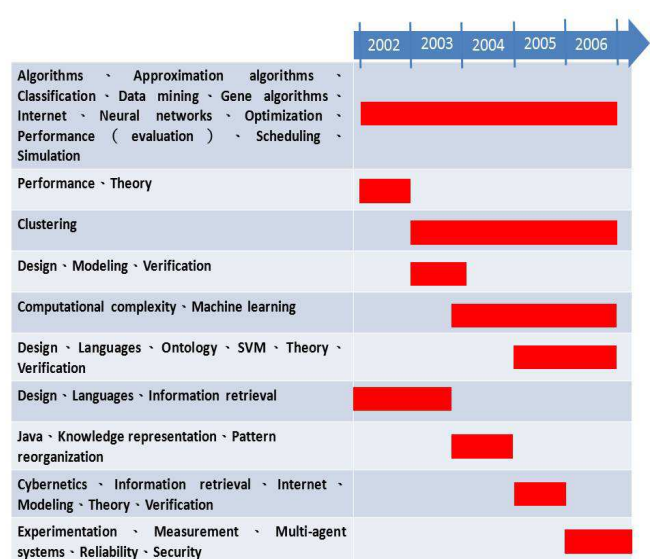 2002 2003 2004 2005 2006
Algorithms 、 Approximation algorithms 、
Classification、Data mining、Gene algorithms、
Internet、Neural networks、Optimization、
Performance ( evaluation ) 、 Scheduling、
Simulation
Performance、Theory
Clustering
Design、Modeling、Verification
Computational complexity、Machine learning
Design、Languages、Ontology、SVM、Theory、
Verification
Design、Languages、Information retrieval
Java、Knowledge representation、Pattern
reorganization
Cybernetics、Information retrieval、Internet、
Modeling、Theory、Verification
Experimentation、Measurement、Multi-agent
systems、Reliability、Security